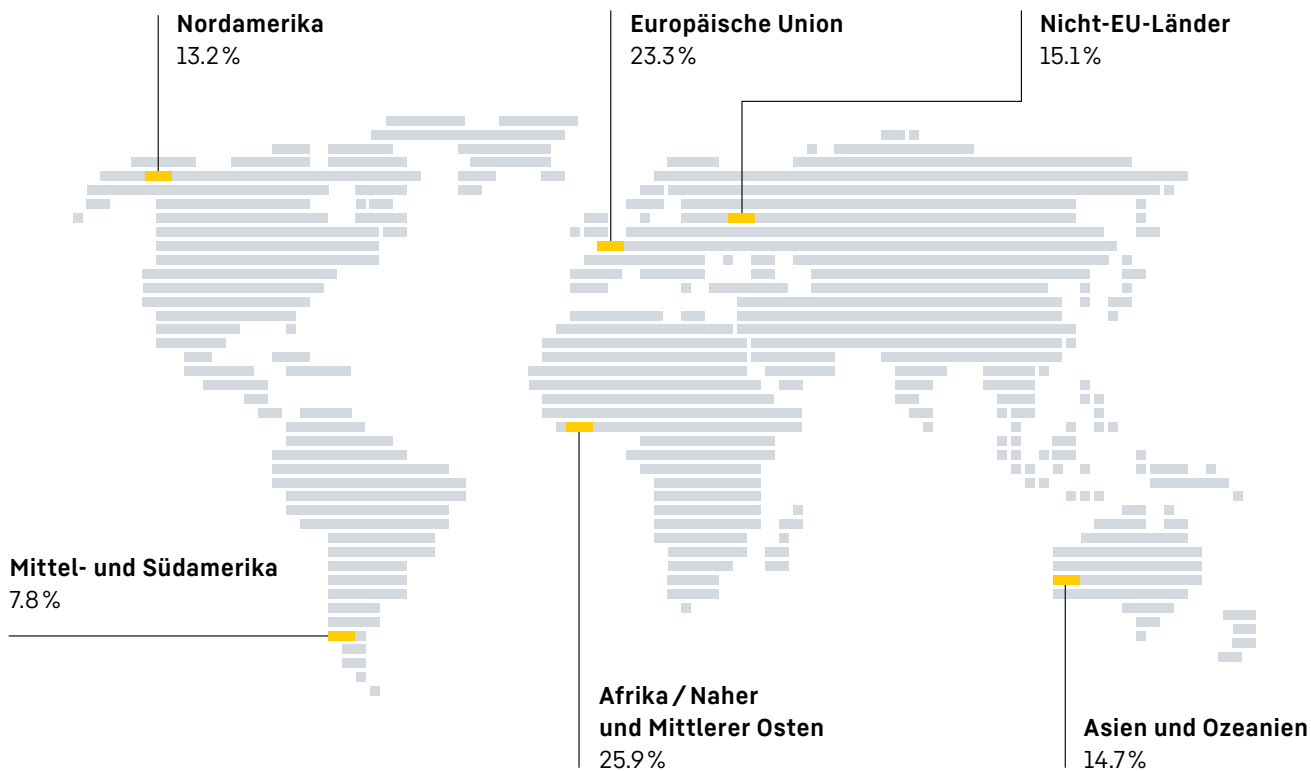 Nordamerika
13.2 %
Europäische Union
23.3 %
Nicht-EU-Länder
15.1 %
Mittel- und Südamerika
7.8 %
Afrika / Naher
und Mittlerer Osten
25.9 %
Asien und Ozeanien
14.7 %